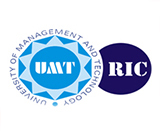 UNIVERSITY OF MANAGEMENT AND TECHNOLOGY
UMT
RIC